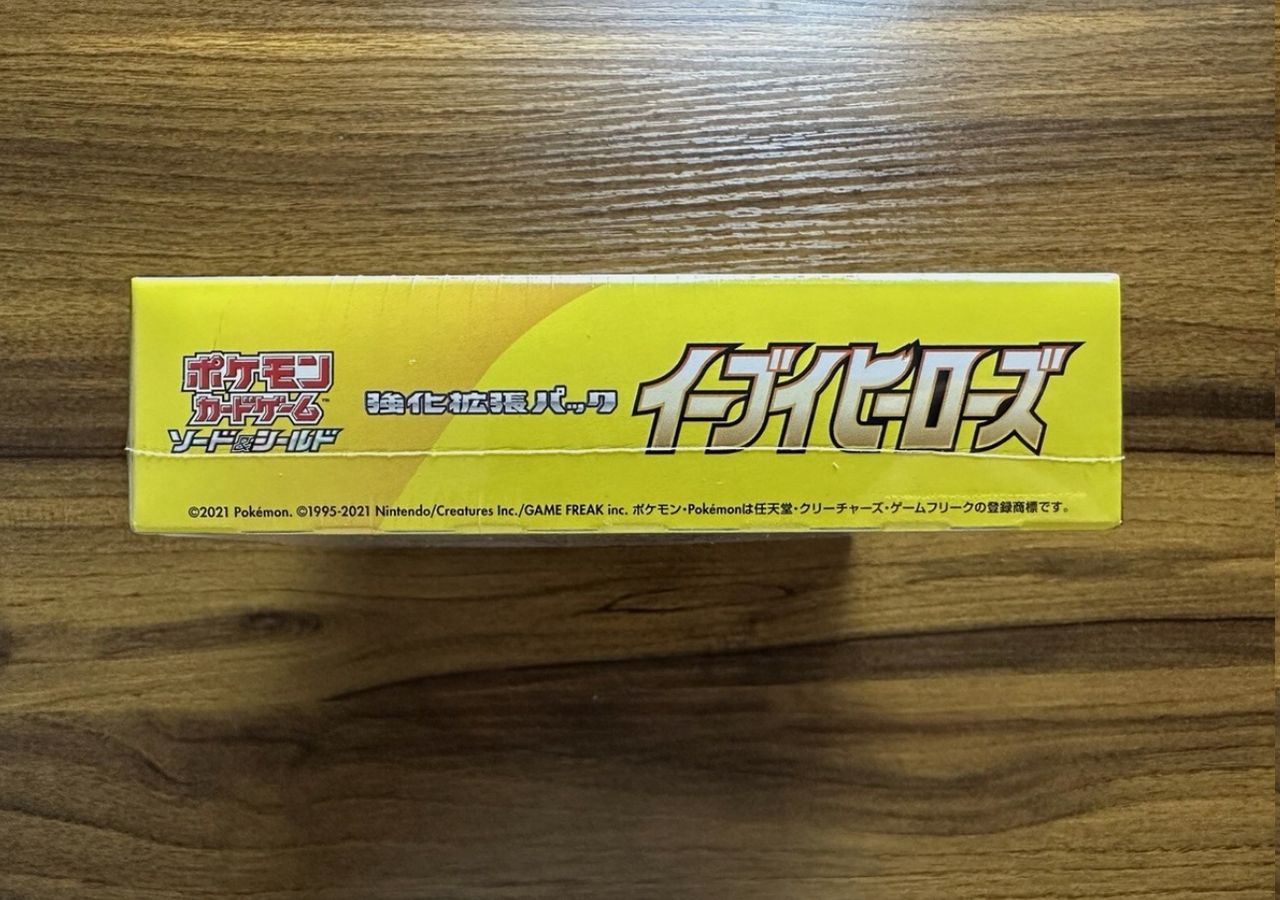 ポケモン
カードゲーム™
ソード&シールド
強化拡張パック
イーブイヒーローズ
©2021 Pokémon. ©1995-2021 Nintendo/Creatures Inc./GAME FREAK inc. ポケモン・Pokémonは任天堂・クリーチャーズ・ゲームフリークの登録商標です。